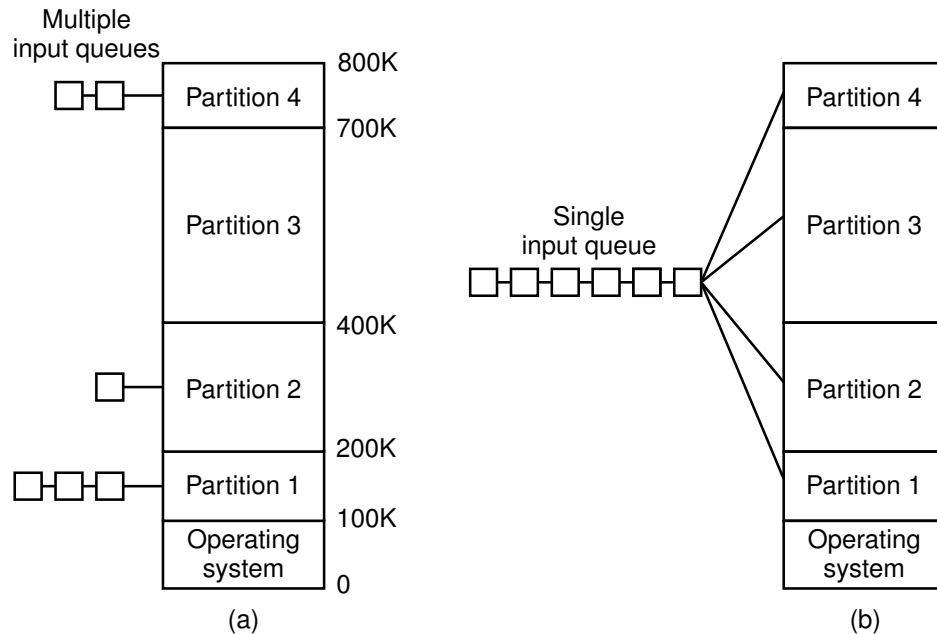 Multiple
input queues
800K
Partition 4
700K
Partition 3
400K
Partition 2
200K
Partition 1
100K
Operating
system
0
(a)
Single
input queue
Partition 4
Partition 3
Partition 2
Partition 1
Operating
system
(b)